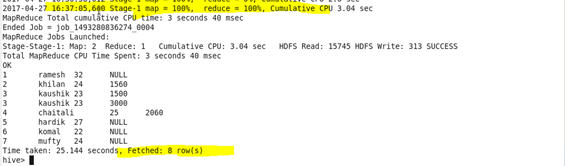 2017-04-27 16:37:05,600 Stage-1 map = 100%,  reduce = 100%, Cumulative CPU 3.04 sec
MapReduce Total cumulative CPU time: 3 seconds 40 msec
Ended Job = job_1493280836274_0004
MapReduce Jobs Launched:
Stage-Stage-1: Map: 2  Reduce: 1   Cumulative CPU: 3.04 sec   HDFS Read: 15745 HDFS Write: 313 SUCCESS
Total MapReduce CPU Time Spent: 3 seconds 40 msec
OK
1 ramesh 32 NULL
2 khilan 24 1560
3 kaushik 23 1500
3 kaushik 23 3000
4 chaitali 25 2060
5 hardik 27 NULL
6 komal 22 NULL
7 mufty 24 NULL
Time taken: 25.144 seconds, Fetched: 8 row(s)
hive>